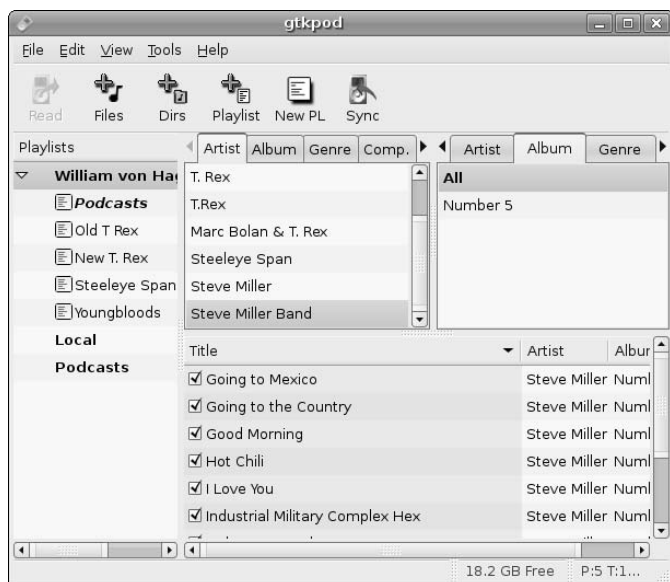 gtkpod
File Edit View Tools Help
Read Files Dirs Playlist New PL Sync
Playlists
William von Ha
Podcasts
Old T Rex
New T. Rex
Steeleye Span
Youngbloods
Local
Podcasts
Artist Album Genre Comp.
T. Rex
T.Rex
Marc Bolan & T. Rex
Steeleye Span
Steve Miller
Steve Miller Band
Artist Album Genre
All
Number 5
Title Artist Albur
Going to Mexico Steve Miller Numl
Going to the Country Steve Miller Numl
Good Morning Steve Miller Numl
Hot Chili Steve Miller Numl
I Love You Steve Miller Numl
Industrial Military Complex Hex Steve Miller Numl
18.2 GB Free P:5 T:1...